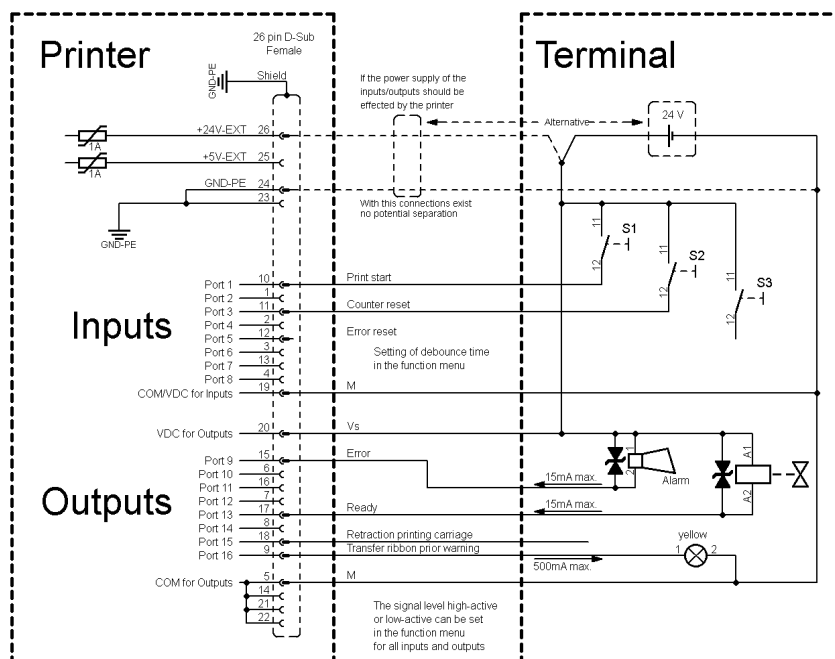 Printer
26 pin D-Sub
Female
Terminal
GND-PE
Shield
If the power supply of the
inputs/outputs should be
effected by the printer
24 V
Alternative
+24V-EXT 26
1A
+5V-EXT 25
1A
GND-PE 24
23
With this connections exist
no potential separation
GND-PE
11
S1
12
11
S2
12
11
S3
12
Inputs
Port 1 10 Print start
Port 2 1
Port 3 11 Counter reset
Port 4 2
Port 5 12 Error reset
Port 6 3
Port 7 13
Port 8 4
Setting of debounce time
in the function menu
COM/VDC for Inputs 19 M
VDC for Outputs 20 Vs
Outputs
Port 9 15 Error
Port 10 6
Port 11 16
Port 12 7
Port 13 17 Ready
Port 14 8
Port 15 18 Retraction printing carriage
Port 16 9 Transfer ribbon prior warning
1
2
Alarm
A1
A2
15mA max.
15mA max.
yellow
1 2
500mA max.
COM for Outputs 5 M
14
21
22
The signal level high-active
or low-active can be set
in the function menu
for all inputs and outputs